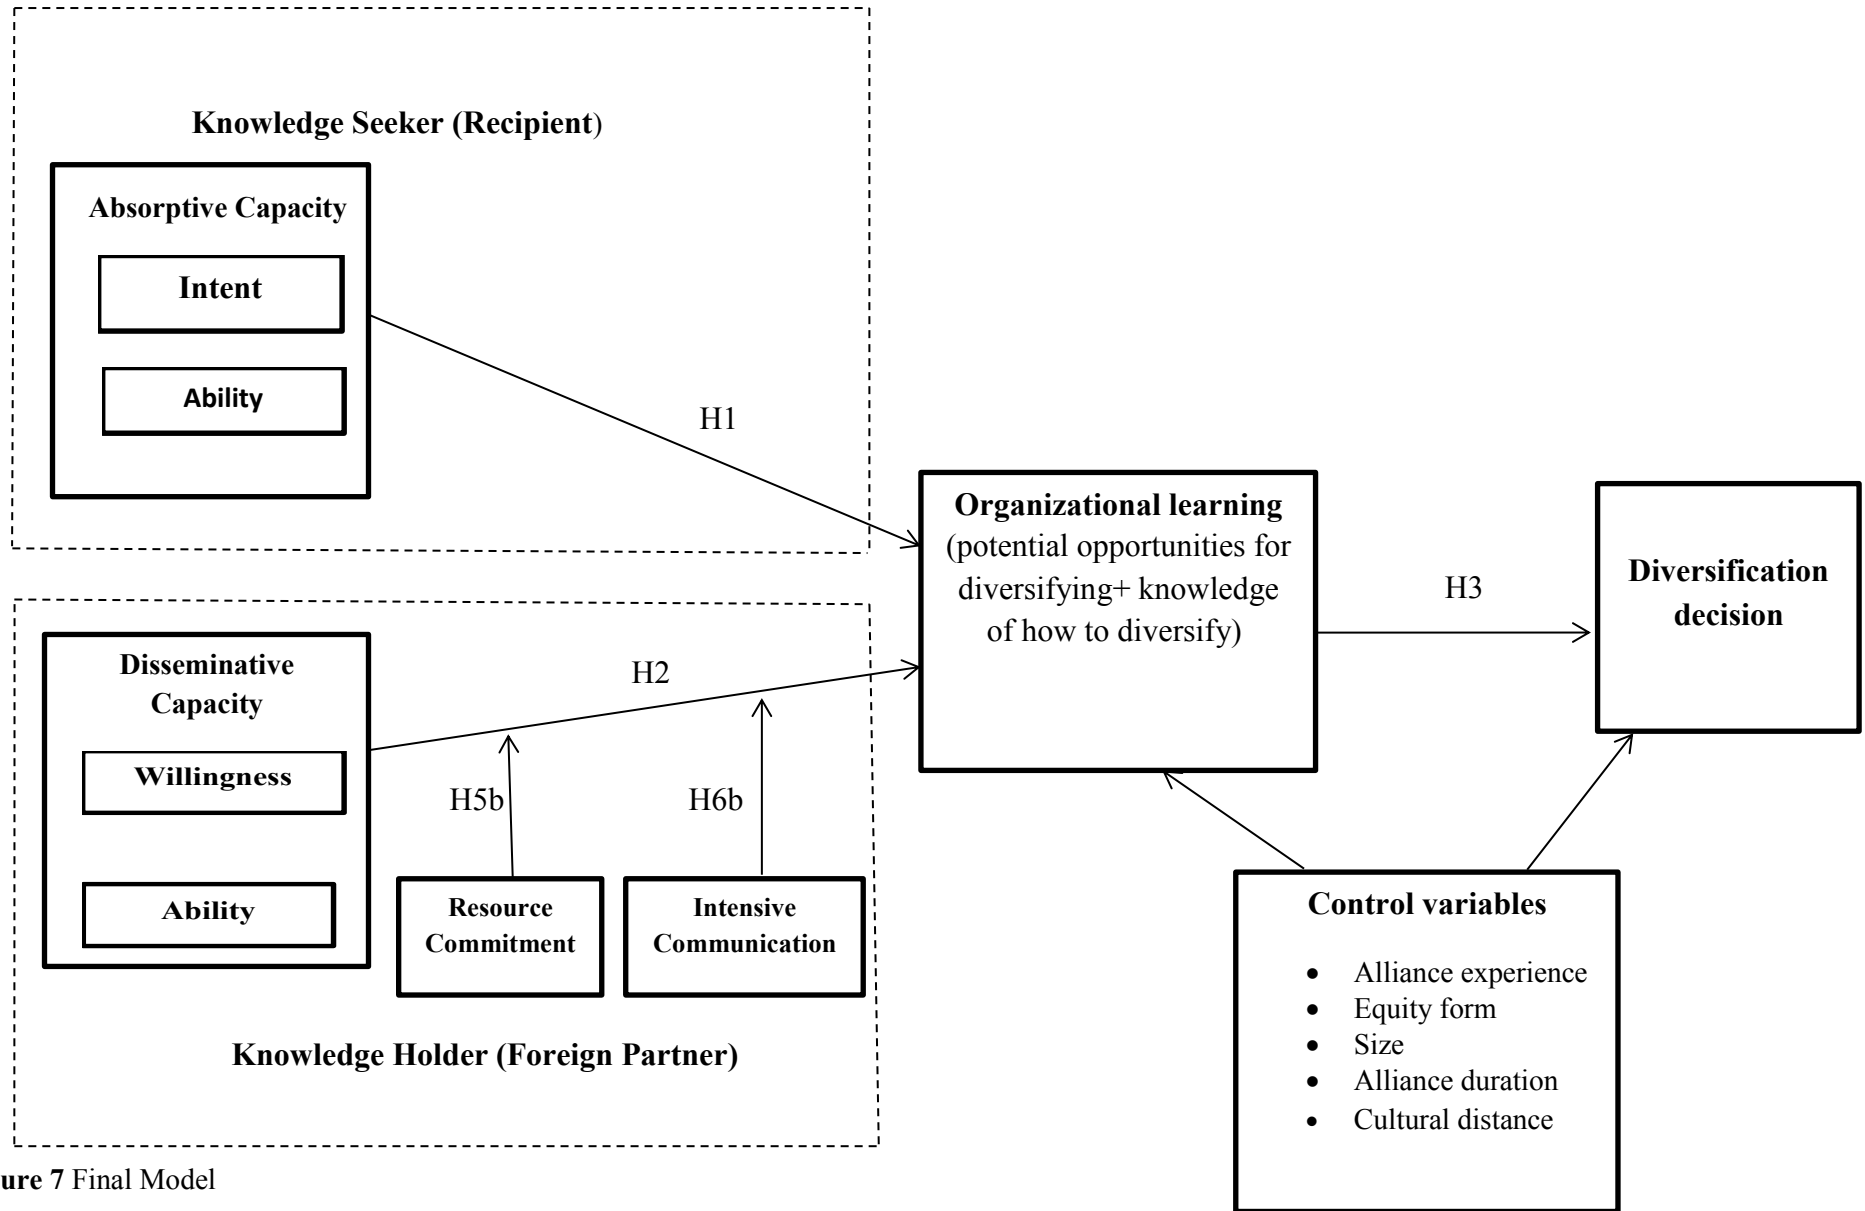 Knowledge Seeker (Recipient)
Absorptive Capacity
Intent
Ability
H1
Organizational learning
(potential opportunities for
diversifying+ knowledge
of how to diversify)
H3
Diversification
decision
Disseminative
Capacity
Willingness
Ability
H2
H5b
H6b
Resource
Commitment
Intensive
Communication
Knowledge Holder (Foreign Partner)
Control variables
• Alliance experience
• Equity form
• Size
• Alliance duration
• Cultural distance
ure 7 Final Model